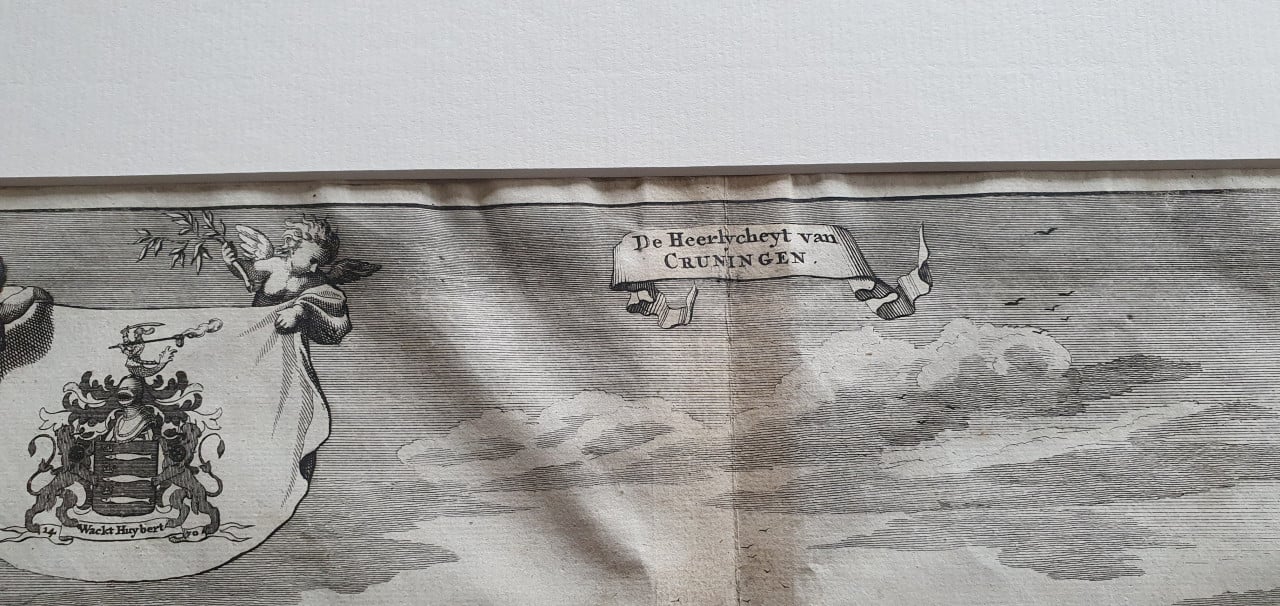 De Heerlycheyt van
CRUNINGEN.
Wackt Huybert